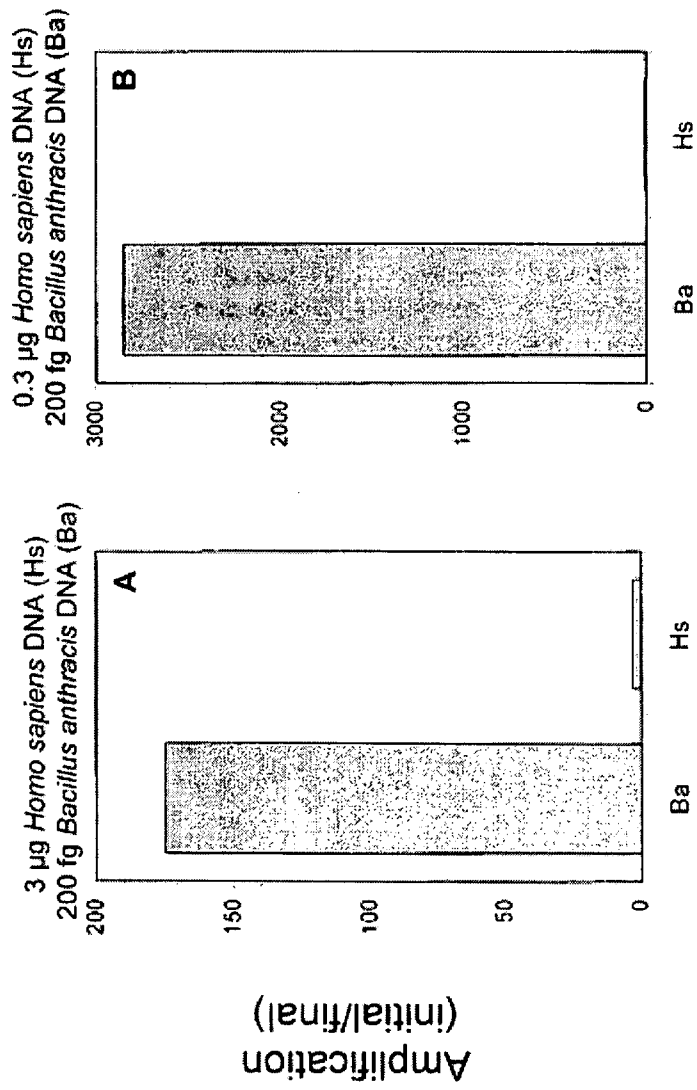 Amplification
(initial/final)
3 µg Homo sapiens DNA (Hs)
200 fg Bacillus anthracis DNA (Ba)
A
200
150
100
50
0
Ba
Hs
0.3 µg Homo sapiens DNA (Hs)
200 fg Bacillus anthracis DNA (Ba)
B
3000
2000
1000
0
Ba
Hs